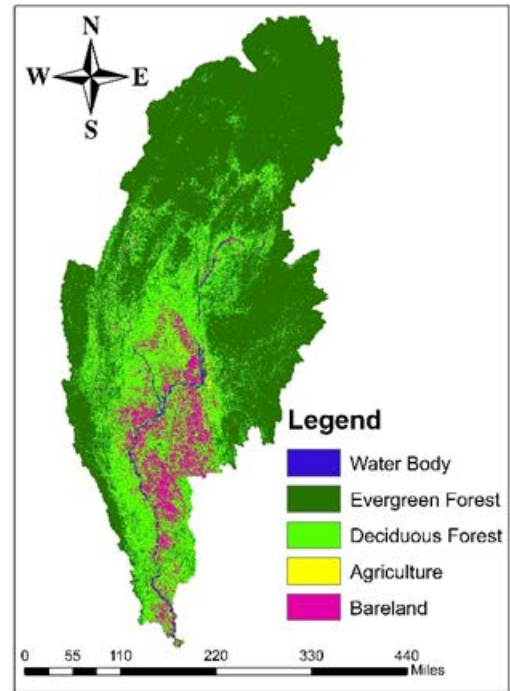 N
W E
S
Legend
Water Body
Evergreen Forest
Deciduous Forest
Agriculture
Bareland
0 55 110 220 330 440
Miles